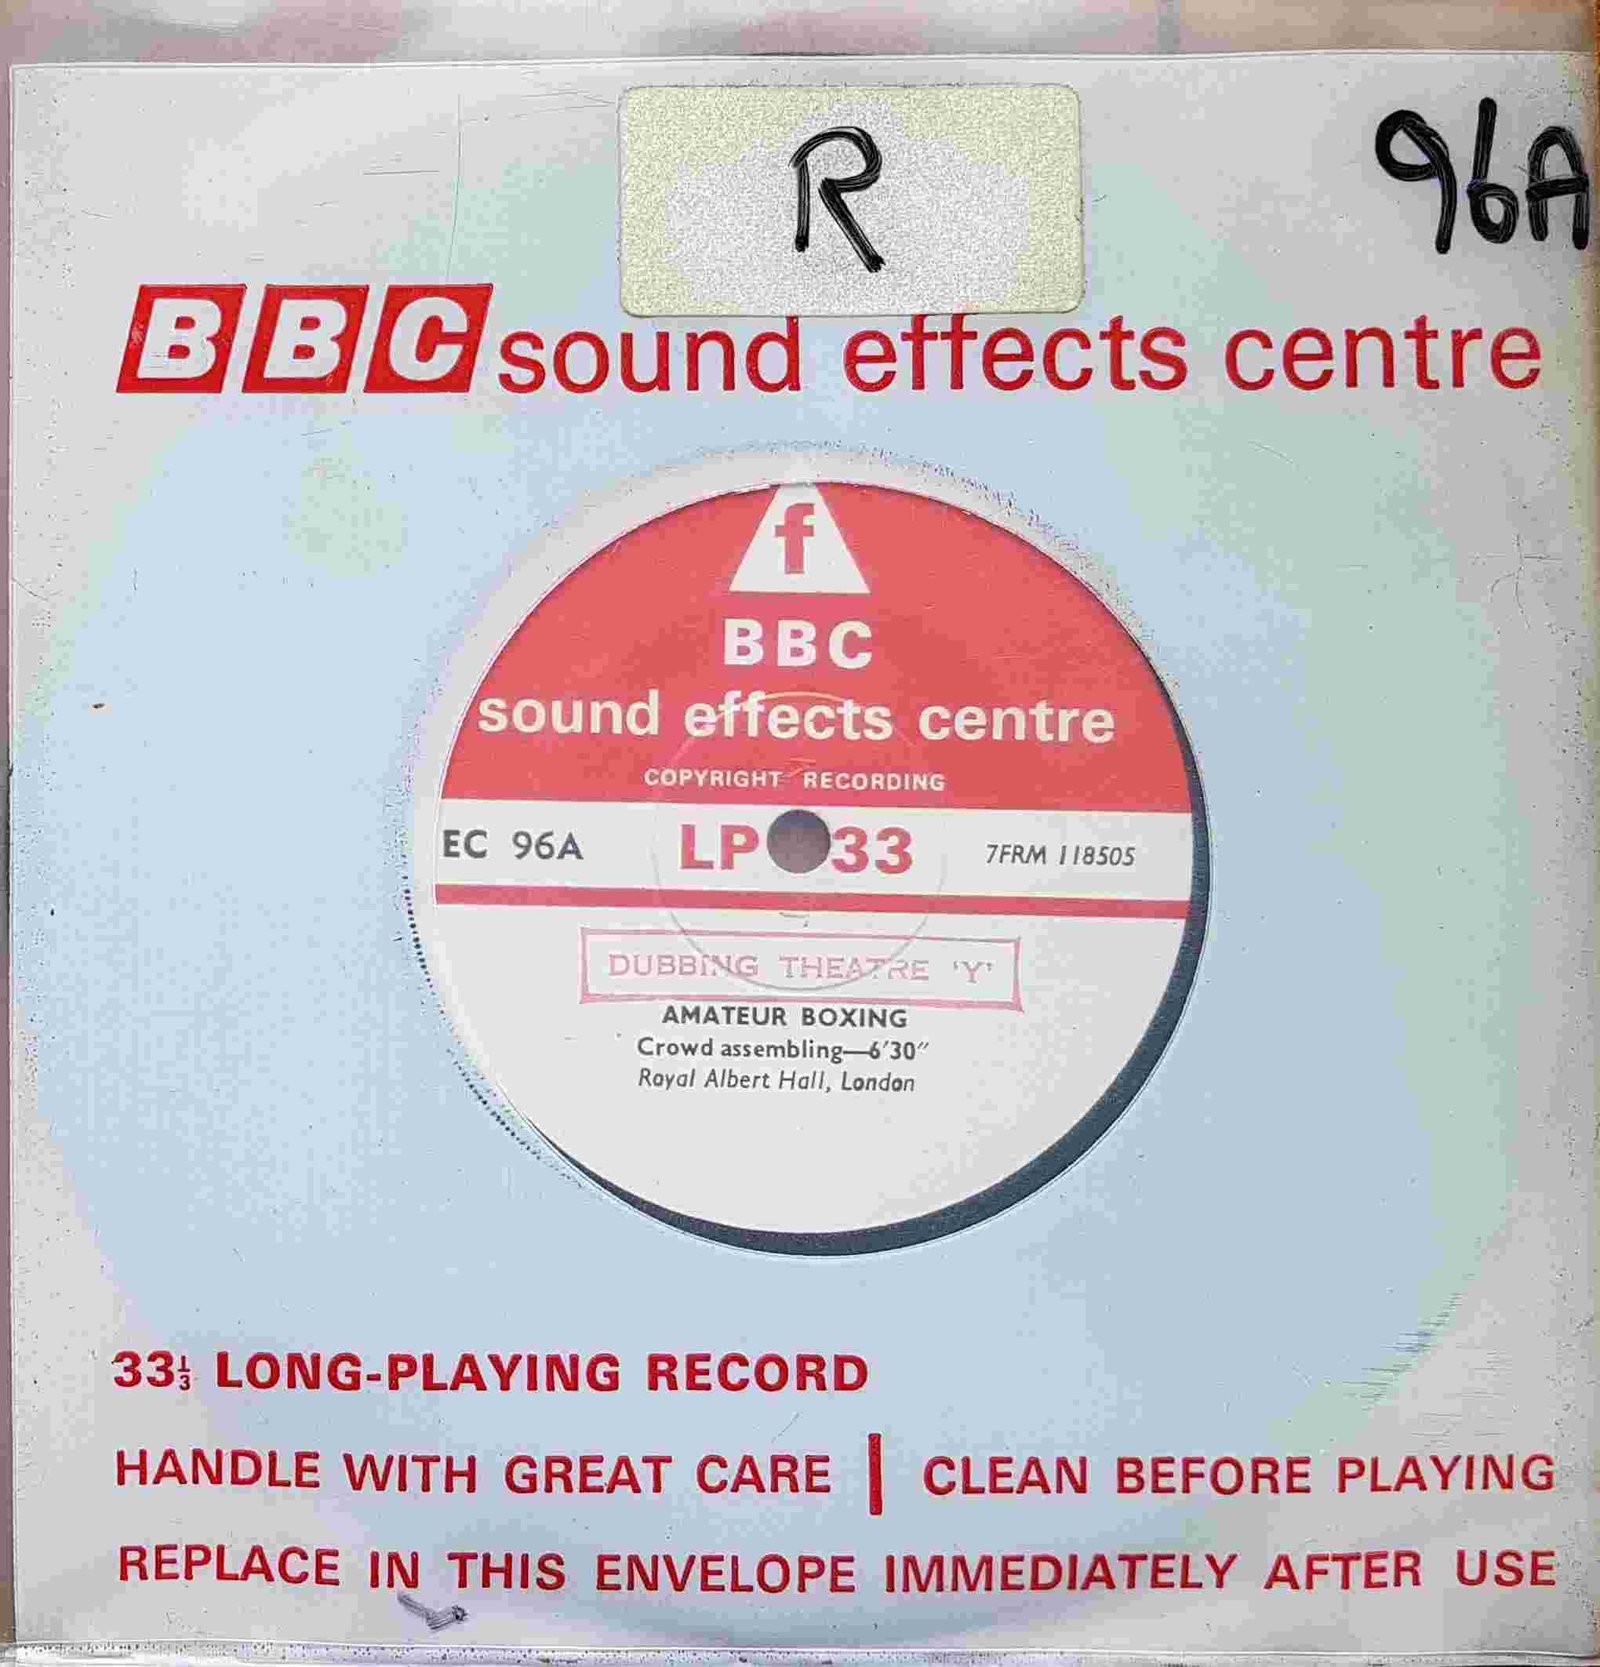 R
96A
BBC sound effects centre
f
BBC
sound effects centre
COPYRIGHT RECORDING
EC 96A LP 33 7FRM 118505
DUBBING THEATRE 'Y'
AMATEUR BOXING
Crowd assembling—6'30"
Royal Albert Hall, London
33⅓ LONG-PLAYING RECORD
HANDLE WITH GREAT CARE | CLEAN BEFORE PLAYING
REPLACE IN THIS ENVELOPE IMMEDIATELY AFTER USE